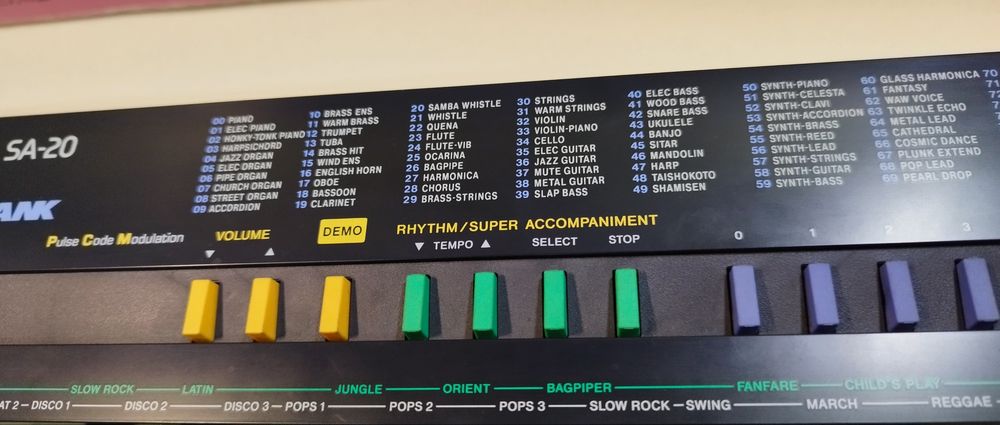 SA-20
ANK
Pulse Code Modulation
00 PIANO
01 ELEC PIANO
02 HONKY-TONK PIANO
03 HARPSICHORD
04 JAZZ ORGAN
05 ELEC ORGAN
06 PIPE ORGAN
07 CHURCH ORGAN
08 STREET ORGAN
09 ACCORDION
10 BRASS ENS
11 WARM BRASS
12 TRUMPET
13 TUBA
14 BRASS HIT
15 WIND ENS
16 ENGLISH HORN
17 OBOE
18 BASSOON
19 CLARINET
20 SAMBA WHISTLE
21 WHISTLE
22 QUENA
23 FLUTE
24 FLUTE-VIB
25 OCARINA
26 BAGPIPE
27 HARMONICA
28 CHORUS
29 BRASS-STRINGS
30 STRINGS
31 WARM STRINGS
32 VIOLIN
33 VIOLIN-PIANO
34 CELLO
35 ELEC GUITAR
36 JAZZ GUITAR
37 MUTE GUITAR
38 METAL GUITAR
39 SLAP BASS
40 ELEC BASS
41 WOOD BASS
42 SNARE BASS
43 UKULELE
44 BANJO
45 SITAR
46 MANDOLIN
47 HARP
48 TAISHOKOTO
49 SHAMISEN
50 SYNTH-PIANO
51 SYNTH-CELESTA
52 SYNTH-CLAVI
53 SYNTH-ACCORDION
54 SYNTH-BRASS
55 SYNTH-REED
56 SYNTH-LEAD
57 SYNTH-STRINGS
58 SYNTH-GUITAR
59 SYNTH-BASS
60 GLASS HARMONICA
61 FANTASY
62 WAW VOICE
63 TWINKLE ECHO
64 METAL LEAD
65 CATHEDRAL
66 COSMIC DANCE
67 PLUNK EXTEND
68 POP LEAD
69 PEARL DROP
70
71
VOLUME
DEMO
RHYTHM/SUPER ACCOMPANIMENT
▼ TEMPO ▲ SELECT STOP
0 1 2 3
SLOW ROCK LATIN JUNGLE ORIENT BAGPIPER FANFARE CHILD'S PLAY
AT 2 DISCO 1 DISCO 2 DISCO 3 POPS 1 POPS 2 POPS 3 SLOW ROCK SWING MARCH REGGAE